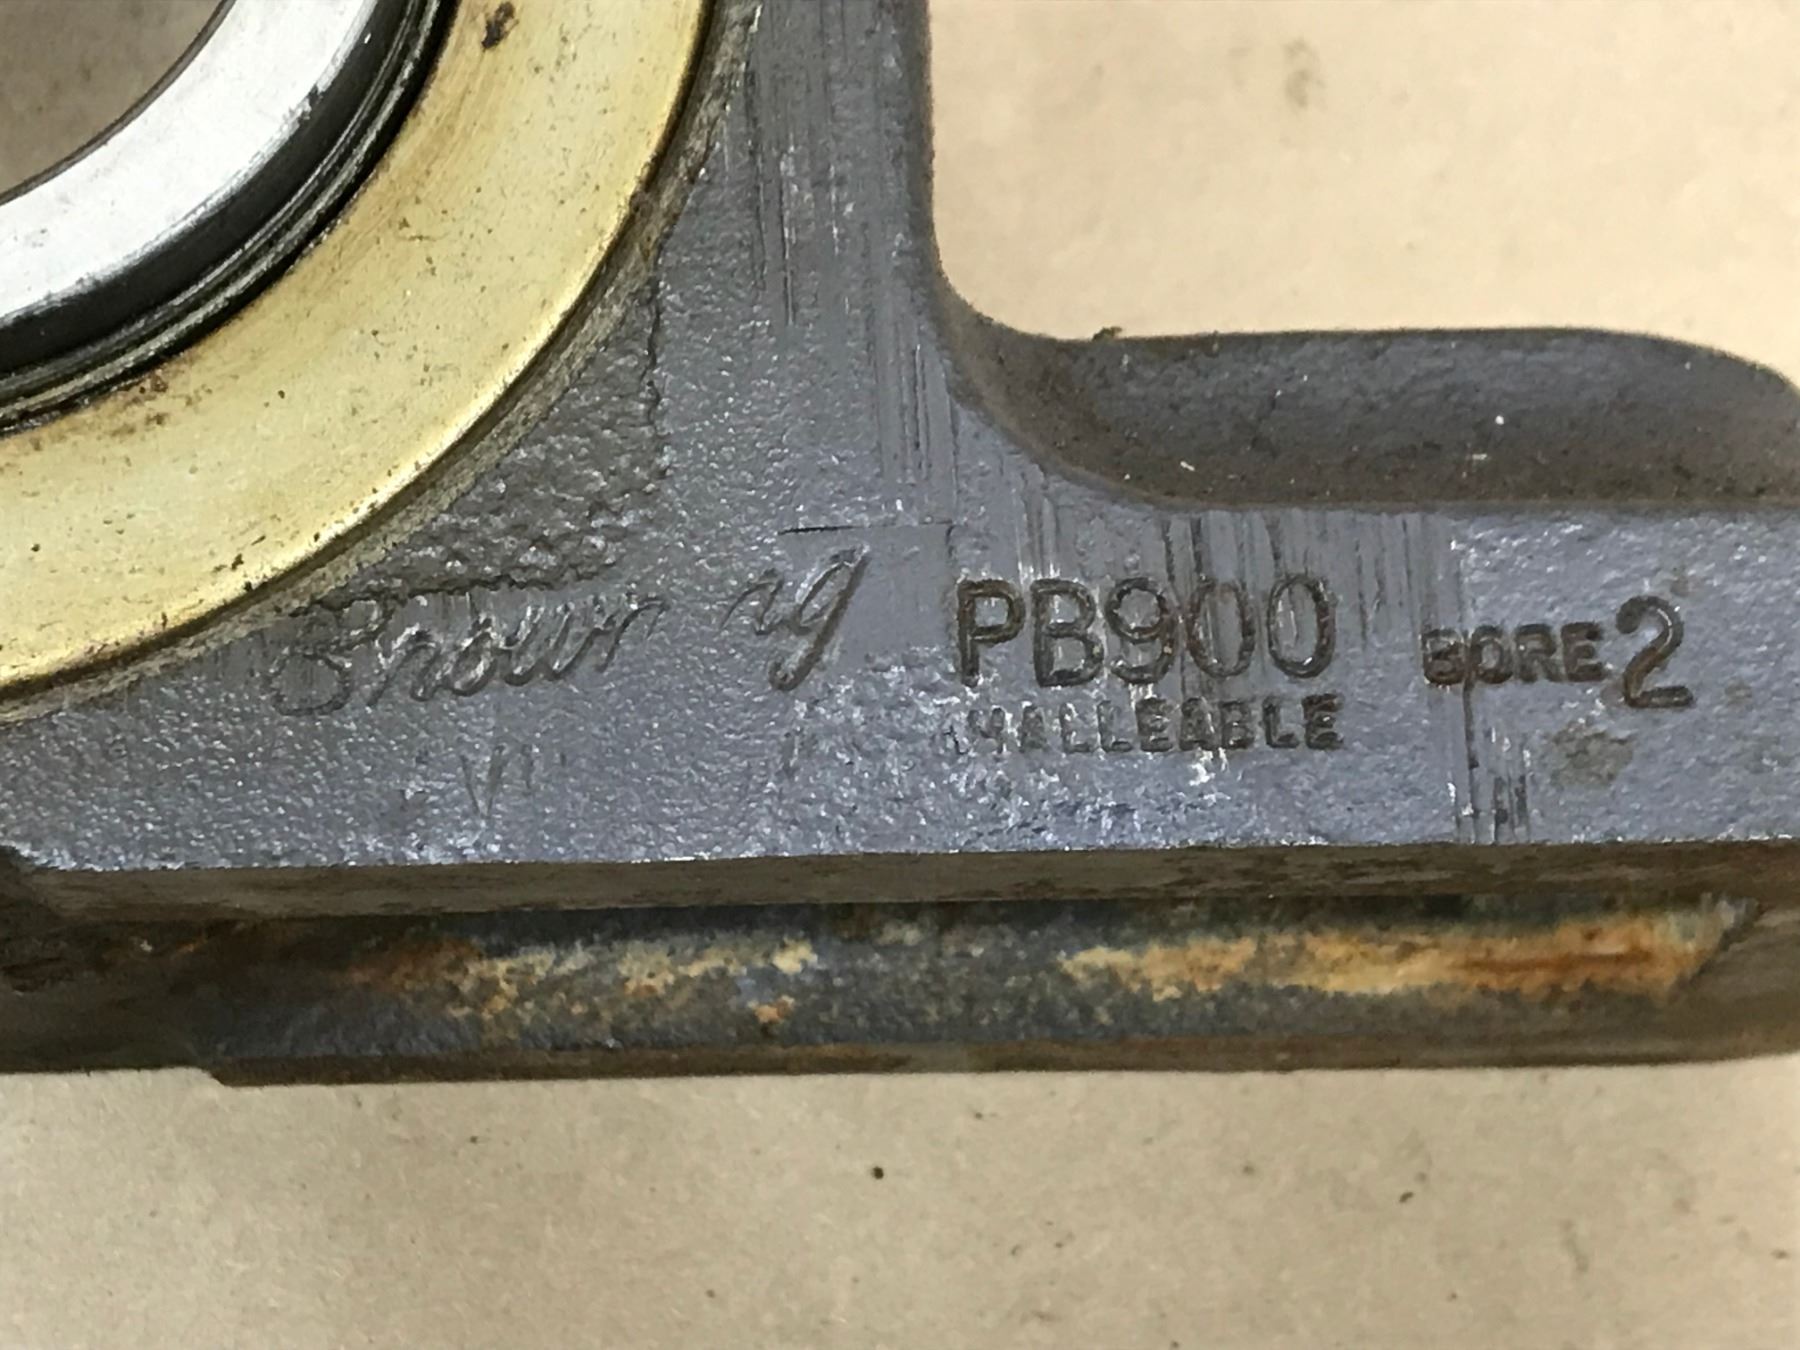 Browning PB900 BORE 2
MALLEABLE